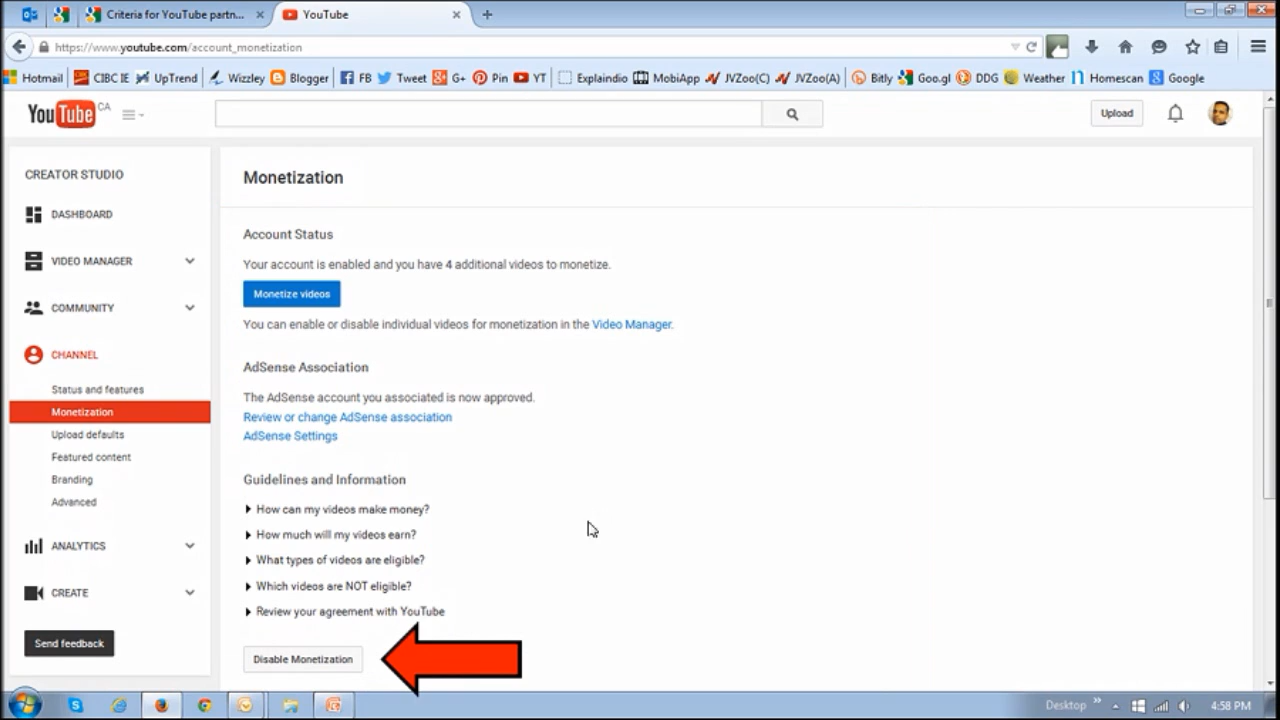 Criteria for YouTube partn...
YouTube
https://www.youtube.com/account_monetization
Hotmail CIBC IE UpTrend Wizzley Blogger FB Tweet G+ Pin YT Explaindio MobiApp JVZoo(C) JVZoo(A) Bitly Goo.gl DDG Weather Homescan Google
YouTube CA
Upload
CREATOR STUDIO
DASHBOARD
VIDEO MANAGER
COMMUNITY
CHANNEL
Status and features
Monetization
Upload defaults
Featured content
Branding
Advanced
ANALYTICS
CREATE
Send feedback
Monetization
Account Status
Your account is enabled and you have 4 additional videos to monetize.
Monetize videos
You can enable or disable individual videos for monetization in the Video Manager.
AdSense Association
The AdSense account you associated is now approved.
Review or change AdSense association
AdSense Settings
Guidelines and Information
How can my videos make money?
How much will my videos earn?
What types of videos are eligible?
Which videos are NOT eligible?
Review your agreement with YouTube
Disable Monetization
Desktop
4:58 PM